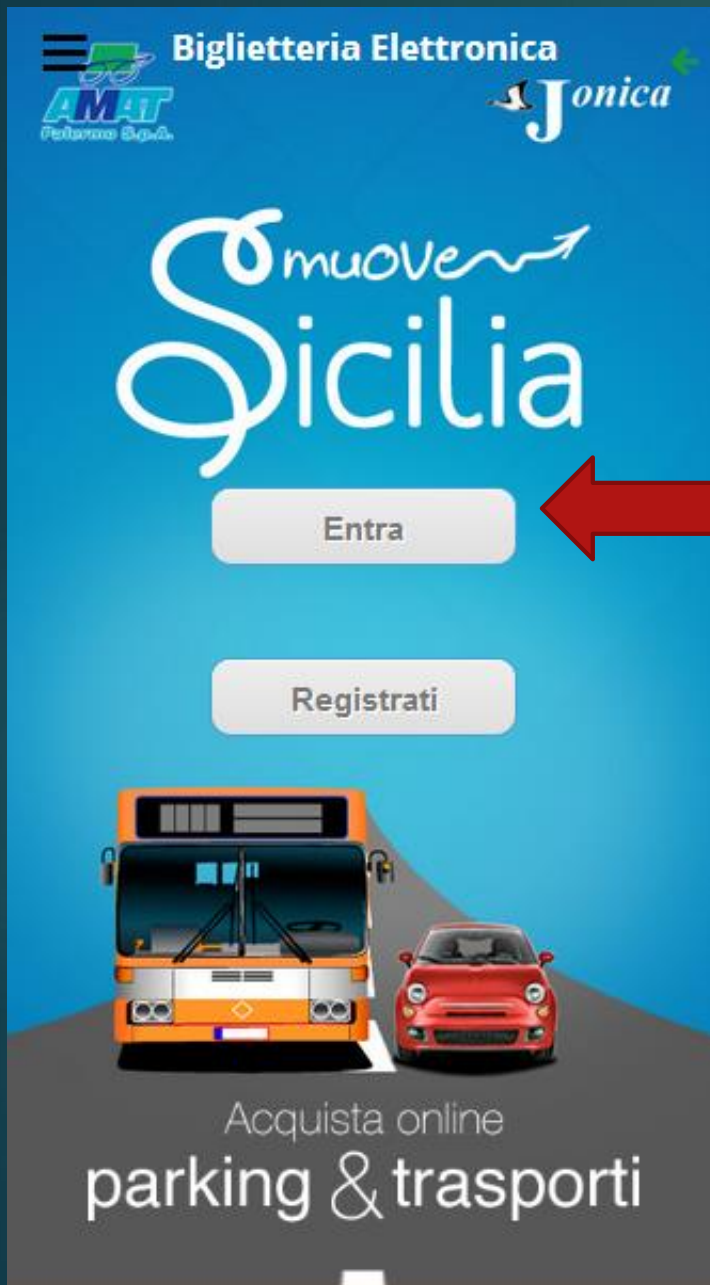 Biglietteria Elettronica
AMAT
Palermo S.p.A.
Jonica
muove
Sicilia
Entra
Registrati
Acquista online
parking & trasporti